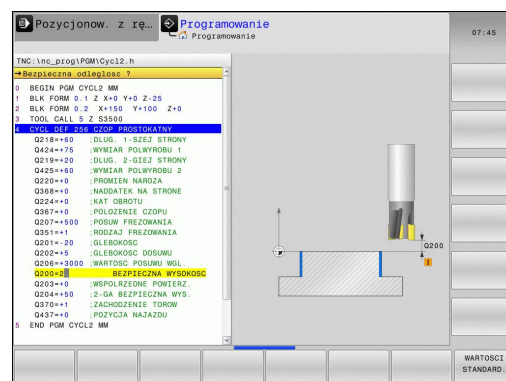 Pozycjonow. z rę…
Programowanie
Programowanie
07:45
TNC:\nc_prog\PGM\Cycl2.h
→Bezpieczna odleglosc ?
0 BEGIN PGM CYCL2 MM
1 BLK FORM 0.1 Z X+0 Y+0 Z-25
2 BLK FORM 0.2 X+150 Y+100 Z+0
3 TOOL CALL 5 Z S3500
4 CYCL DEF 256 CZOP PROSTOKATNY
Q218=+60 ;DLUG. 1-SZEJ STRONY
Q424=+75 ;WYMIAR POLWYROBU 1
Q219=+20 ;DLUG. 2-GIEJ STRONY
Q425=+60 ;WYMIAR POLWYROBU 2
Q220=+0 ;PROMIEN NAROZA
Q368=+0 ;NADDATEK NA STRONE
Q224=+0 ;KAT OBROTU
Q367=+0 ;POLOZENIE CZOPU
Q207=+500 ;POSUW FREZOWANIA
Q351=+1 ;RODZAJ FREZOWANIA
Q201=-20 ;GLEBOKOSC
Q202=+5 ;GLEBOKOSC DOSUWU
Q206=+3000 ;WARTOSC POSUWU WGL.
Q200=2 BEZPIECZNA WYSOKOSC
Q203=+0 ;WSPOLRZEDNE POWIERZ.
Q204=+50 ;2-GA BEZPIECZNA WYS.
Q370=+1 ;ZACHODZENIE TOROW
Q437=+0 ;POZYCJA NAJAZDU
5 END PGM CYCL2 MM
Q200
I
WARTOSCI
STANDARD.